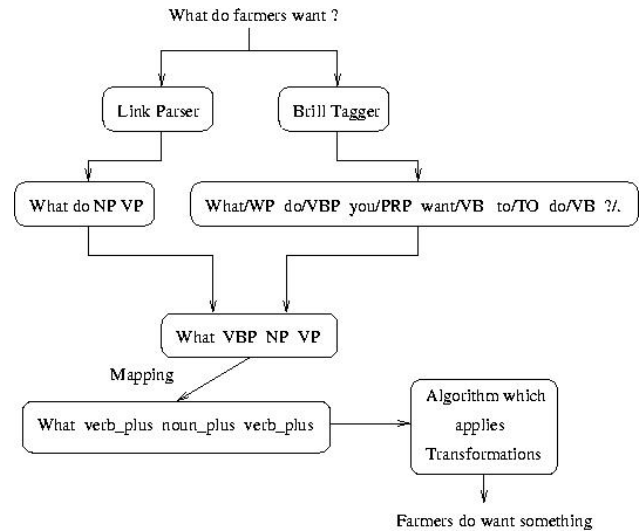 What do farmers want ?
Link Parser
Brill Tagger
What do NP VP
What/WP do/VBP you/PRP want/VB to/TO do/VB ?/.
What VBP NP VP
Mapping
What verb_plus noun_plus verb_plus
Algorithm which
applies
Transformations
Farmers do want something